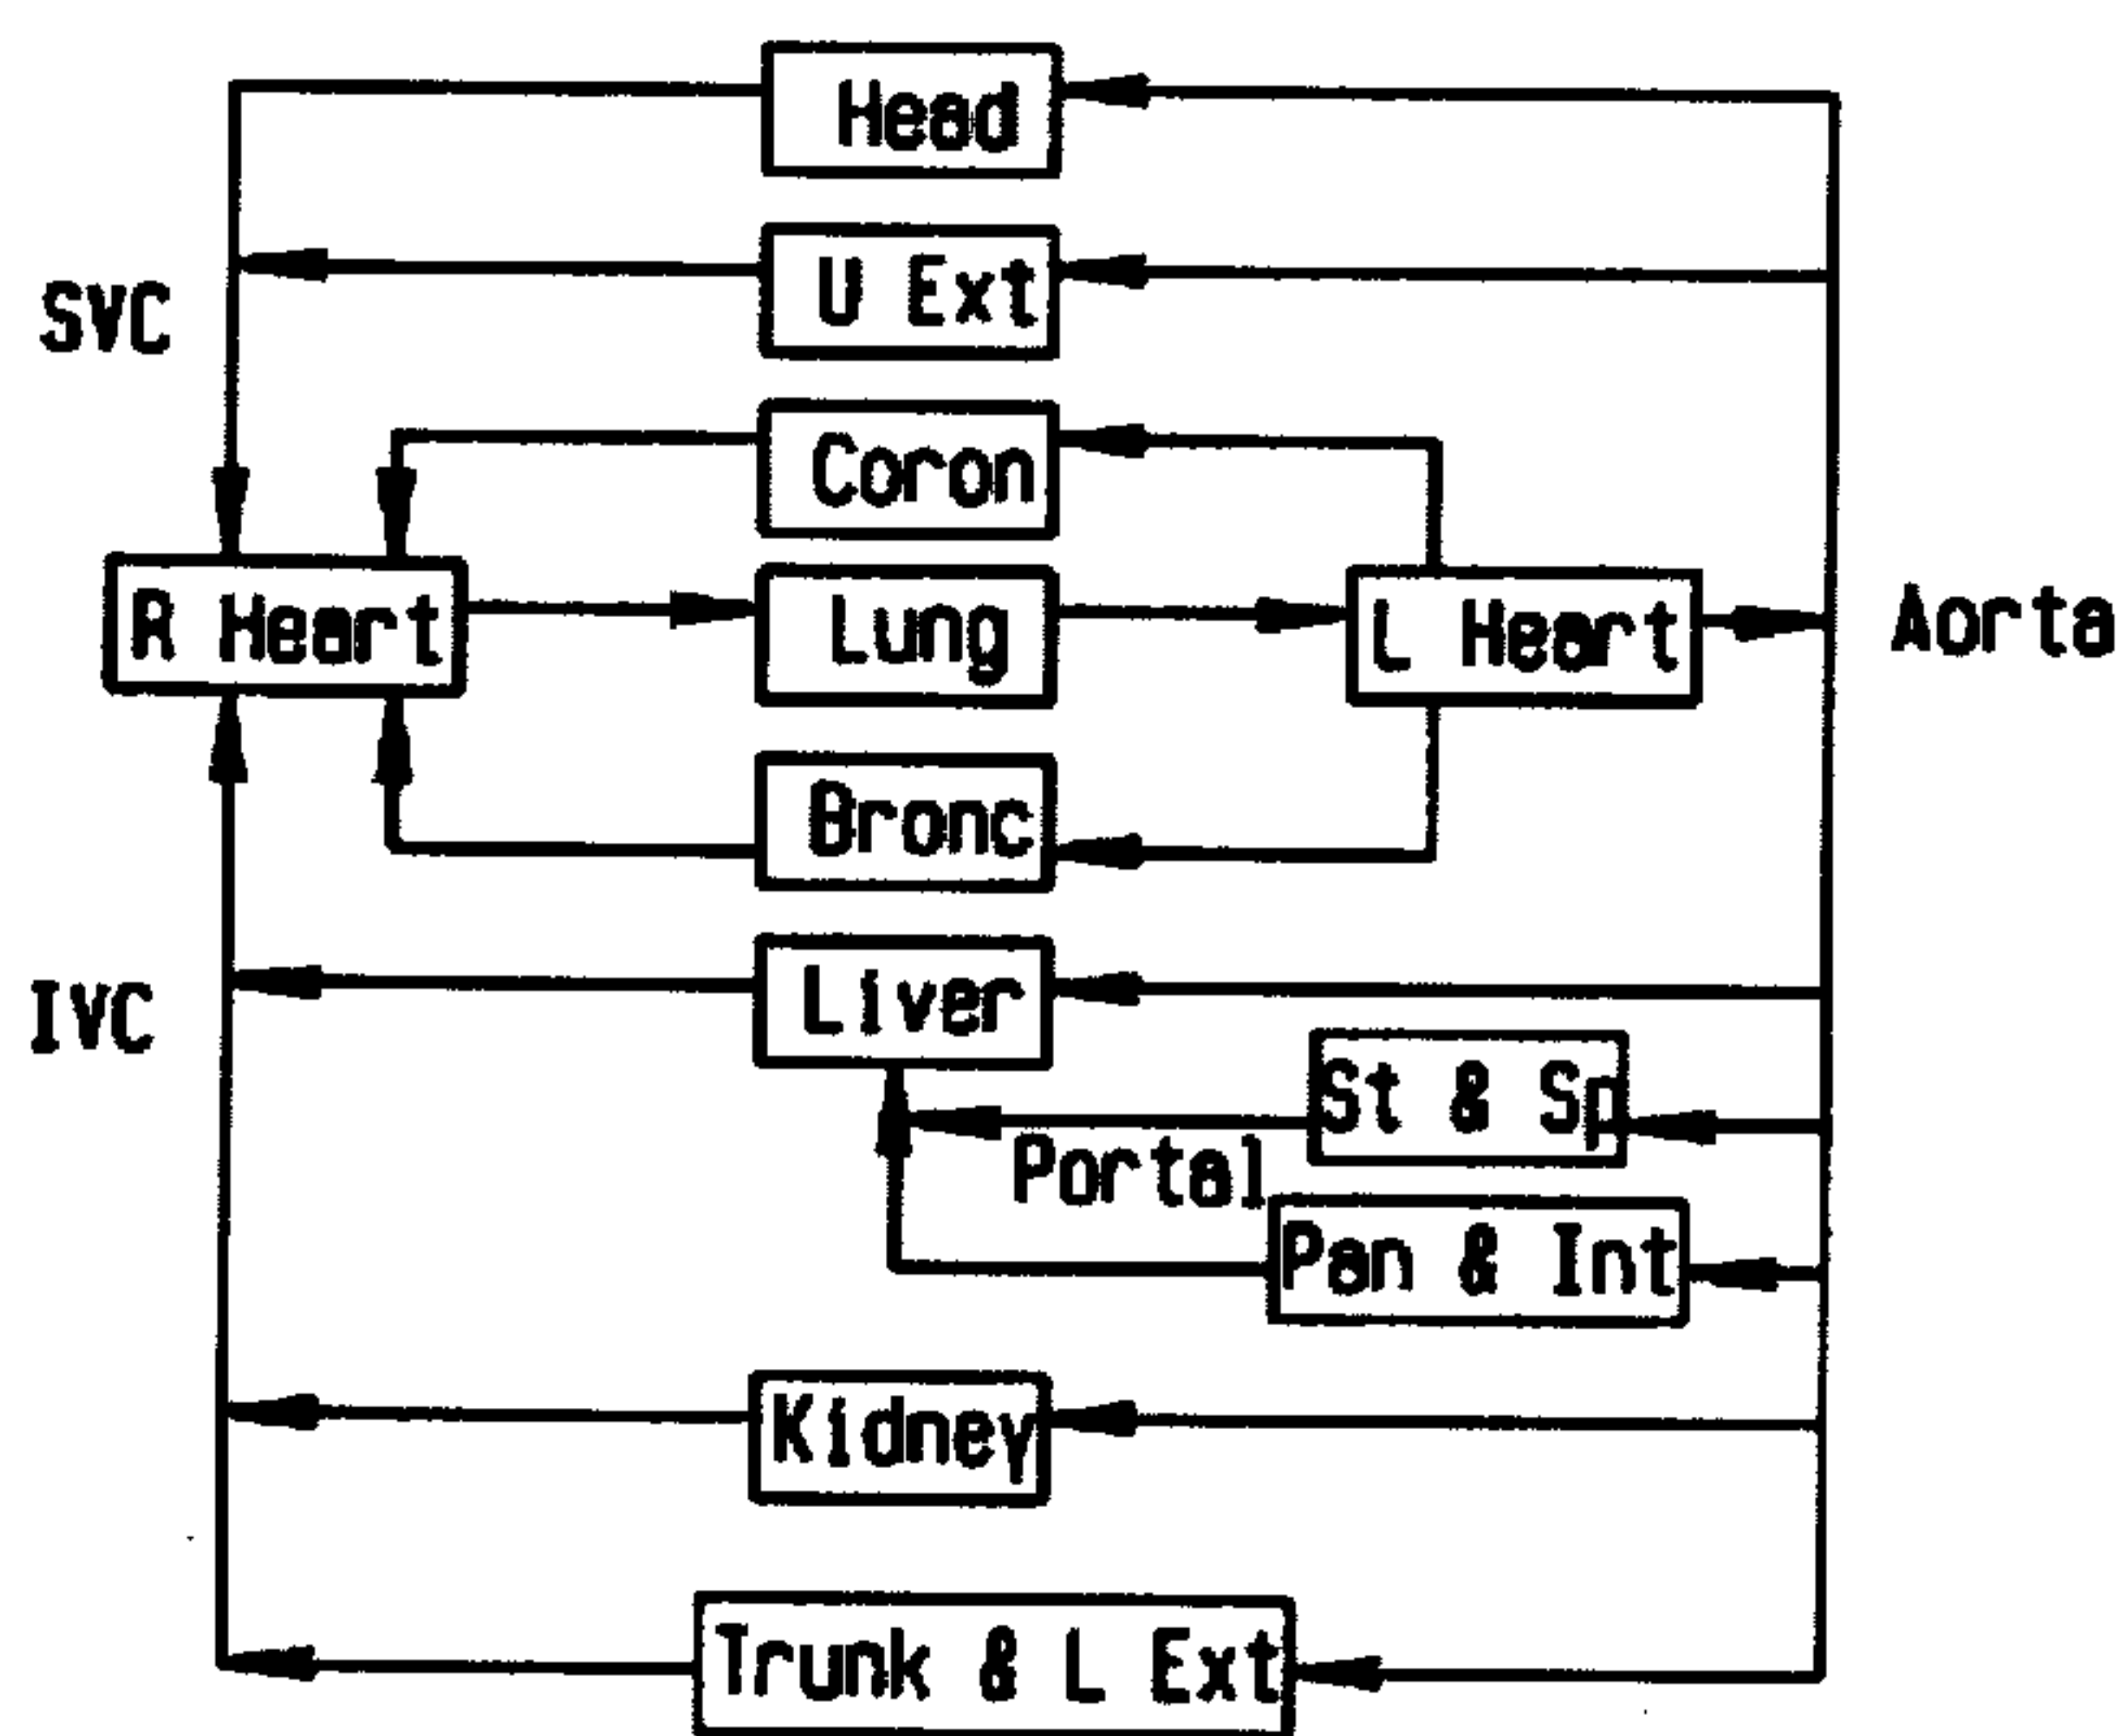 Head
U Ext
SVC
Coron
R Heart
Lung
L Heart
Aorta
Bronc
Liver
IVC
St & Sp
Portal
Pan & Int
Kidney
Trunk & L Ext